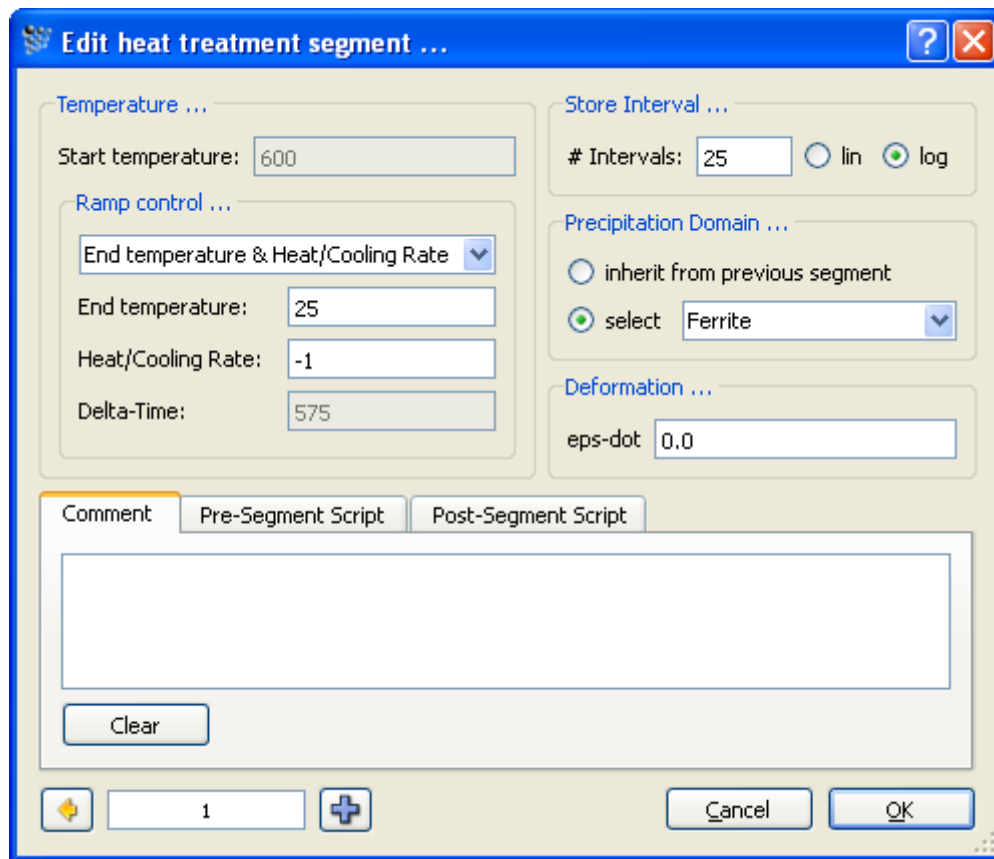 Edit heat treatment segment ...
Temperature ...
Start temperature: 600
Ramp control ...
End temperature & Heat/Cooling Rate
End temperature: 25
Heat/Cooling Rate: -1
Delta-Time: 575
Store Interval ...
# Intervals: 25 lin log
Precipitation Domain ...
inherit from previous segment
select Ferrite
Deformation ...
eps-dot 0.0
Comment Pre-Segment Script Post-Segment Script
Clear
1 Cancel OK